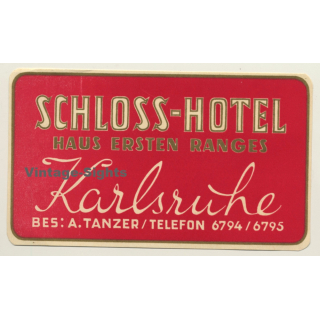 SCHLOSS-HOTEL
HAUS ERSTEN RANGES
Vintage-Sights
Karlsruhe
BES: A. TANZER / TELEFON 6794 / 6795